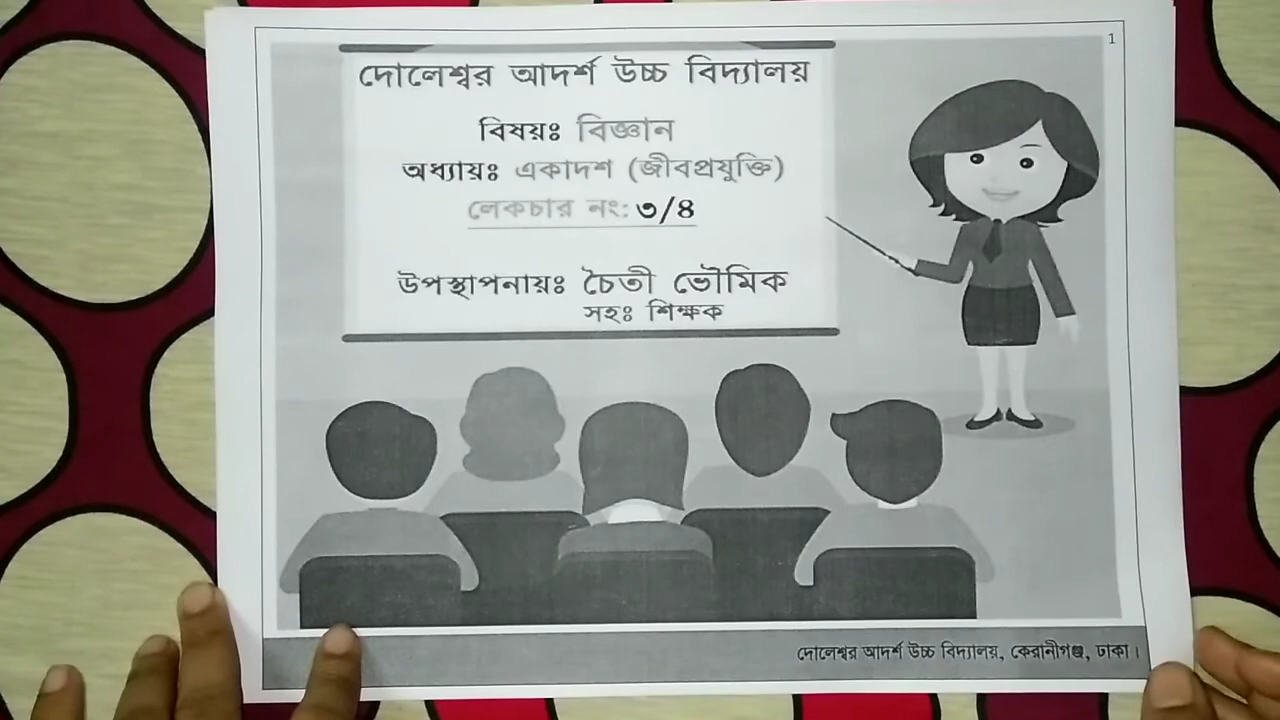 1
দোলেশ্বর আদর্শ উচ্চ বিদ্যালয়
বিষয়ঃ বিজ্ঞান
অধ্যায়ঃ একাদশ (জীবপ্রযুক্তি)
লেকচার নং: ৩/৪
উপস্থাপনায়ঃ চৈতী ভৌমিক
সহঃ শিক্ষক
দোলেশ্বর আদর্শ উচ্চ বিদ্যালয়, কেরানীগঞ্জ, ঢাকা।